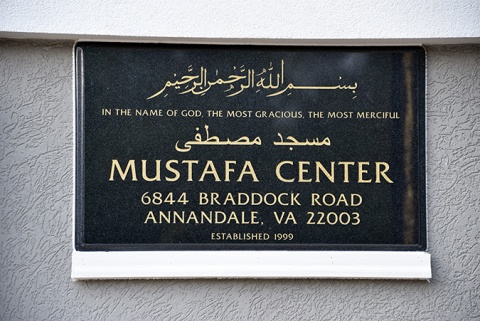 بسم الله الرحمن الرحيم
IN THE NAME OF GOD, THE MOST GRACIOUS, THE MOST MERCIFUL
مسجد مصطفى
MUSTAFA CENTER
6844 BRADDOCK ROAD
ANNANDALE, VA 22003
ESTABLISHED 1999